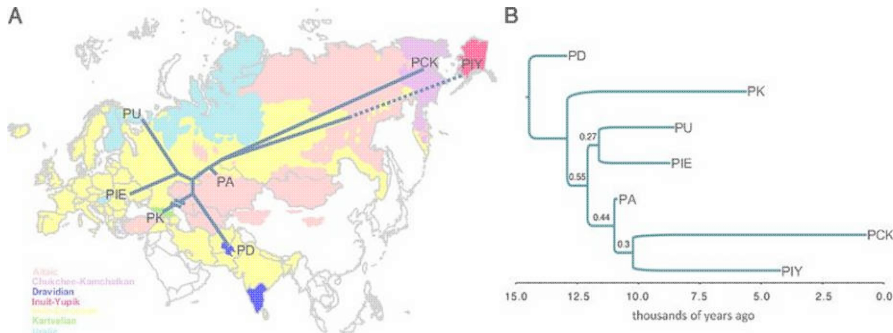 A
PCK
PIY
PU
PA
PIE
PK
PD
Altaic
Chukchee-Kamchatkan
Dravidian
Inuit-Yupik
Kartvelian
B
PD
PK
0.27
PU
PIE
0.55
PA
0.44
PCK
0.3
PIY
15.0 12.5 10.0 7.5 5.0 2.5 0.0
thousands of years ago